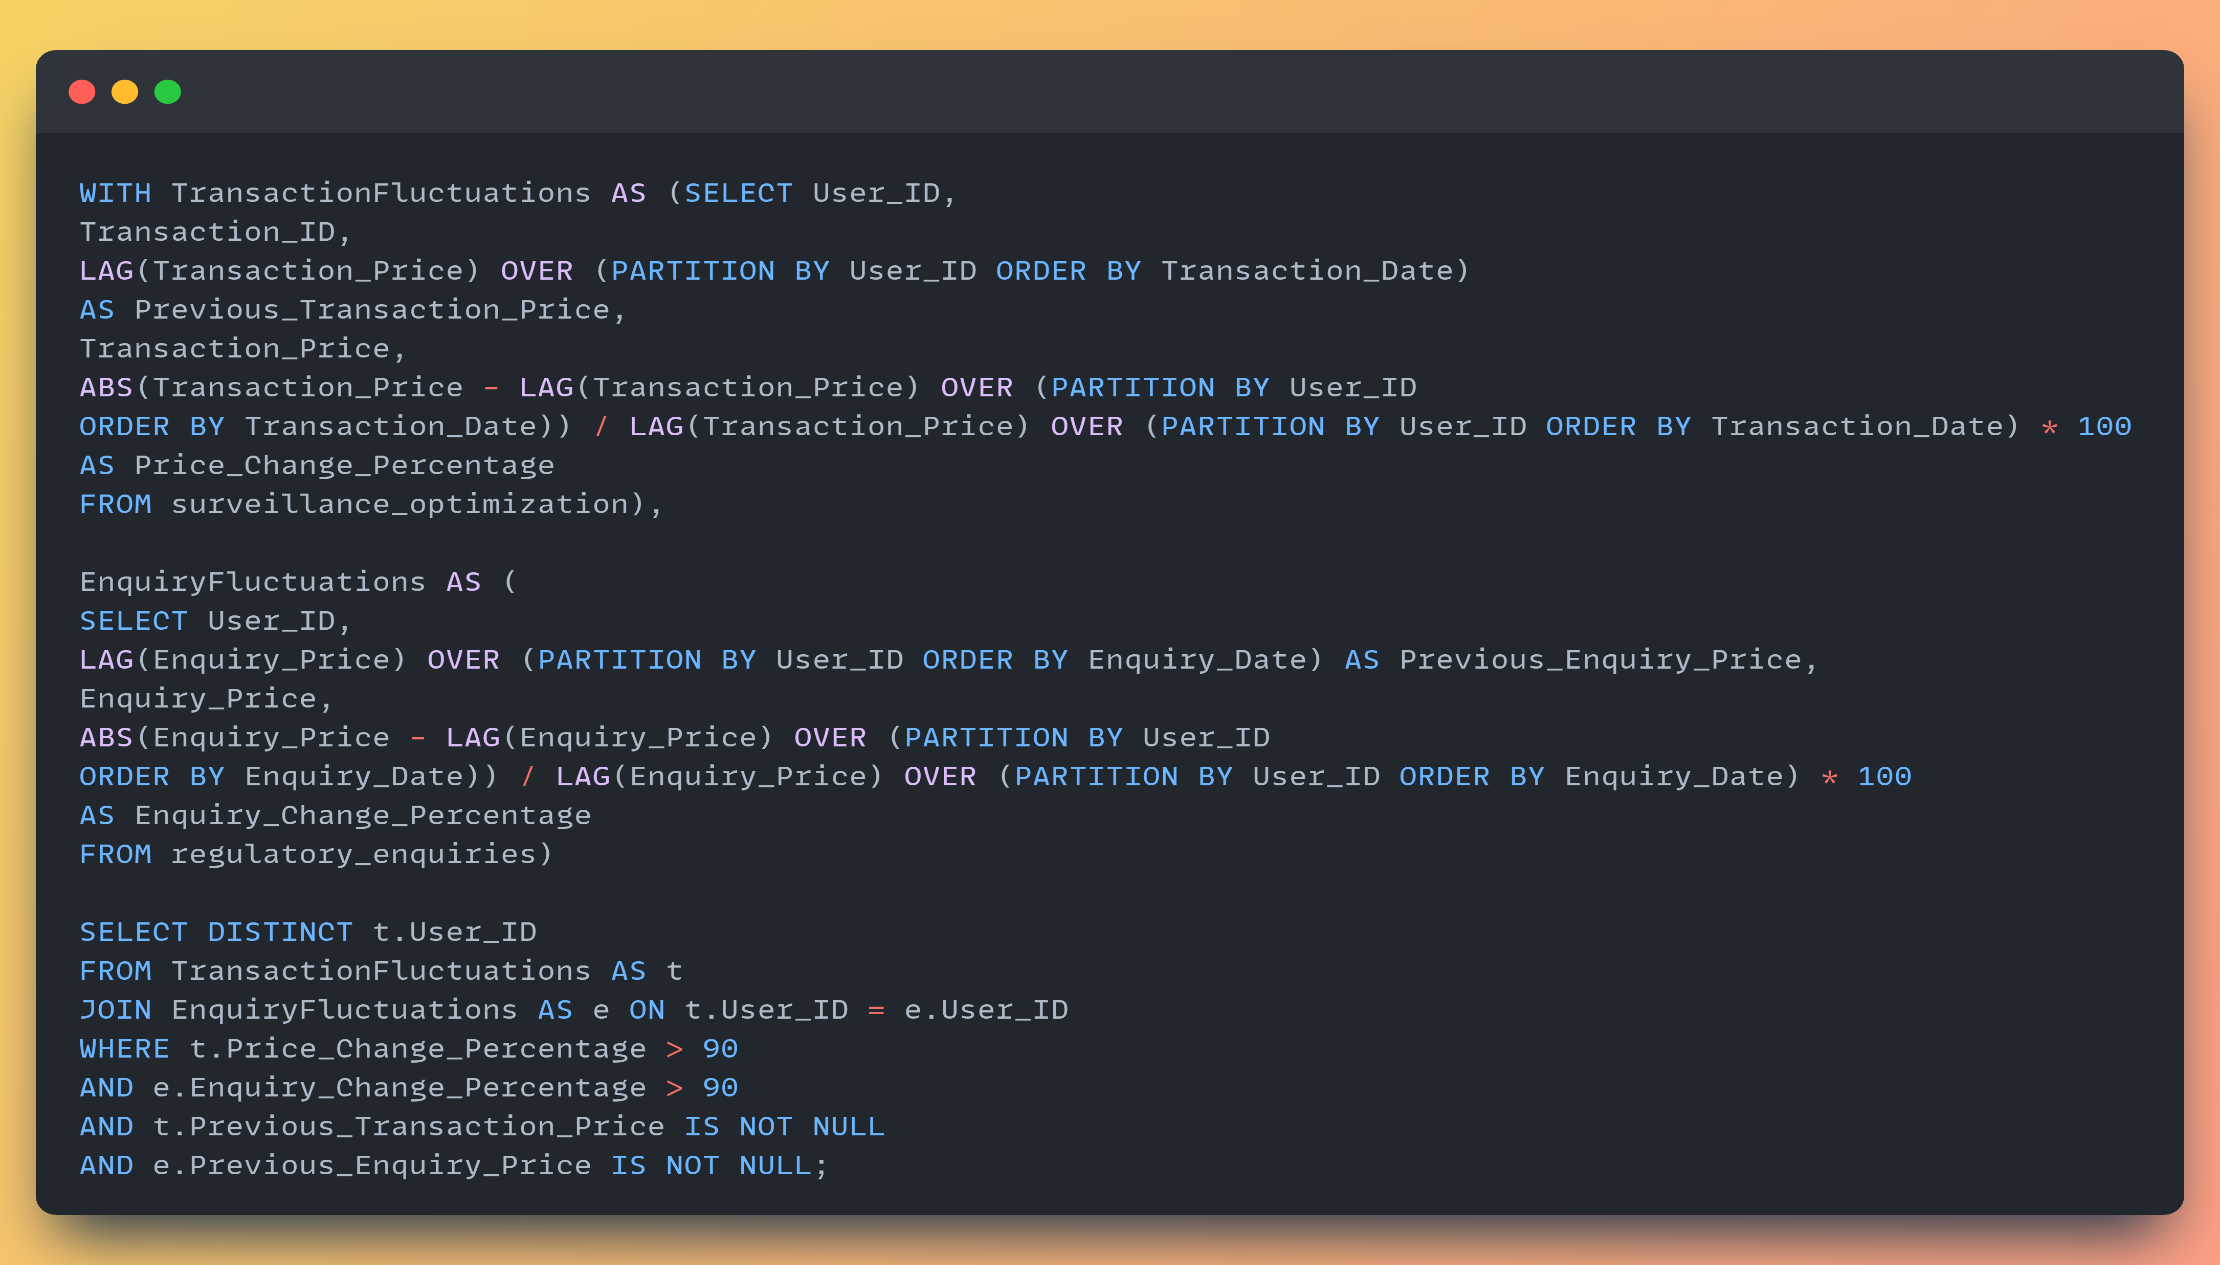 WITH TransactionFluctuations AS (SELECT User_ID,
Transaction_ID,
LAG(Transaction_Price) OVER (PARTITION BY User_ID ORDER BY Transaction_Date)
AS Previous_Transaction_Price,
Transaction_Price,
ABS(Transaction_Price - LAG(Transaction_Price) OVER (PARTITION BY User_ID
ORDER BY Transaction_Date)) / LAG(Transaction_Price) OVER (PARTITION BY User_ID ORDER BY Transaction_Date) * 100
AS Price_Change_Percentage
FROM surveillance_optimization),

EnquiryFluctuations AS (
SELECT User_ID,
LAG(Enquiry_Price) OVER (PARTITION BY User_ID ORDER BY Enquiry_Date) AS Previous_Enquiry_Price,
Enquiry_Price,
ABS(Enquiry_Price - LAG(Enquiry_Price) OVER (PARTITION BY User_ID
ORDER BY Enquiry_Date)) / LAG(Enquiry_Price) OVER (PARTITION BY User_ID ORDER BY Enquiry_Date) * 100
AS Enquiry_Change_Percentage
FROM regulatory_enquiries)

SELECT DISTINCT t.User_ID
FROM TransactionFluctuations AS t
JOIN EnquiryFluctuations AS e ON t.User_ID = e.User_ID
WHERE t.Price_Change_Percentage > 90
AND e.Enquiry_Change_Percentage > 90
AND t.Previous_Transaction_Price IS NOT NULL
AND e.Previous_Enquiry_Price IS NOT NULL;